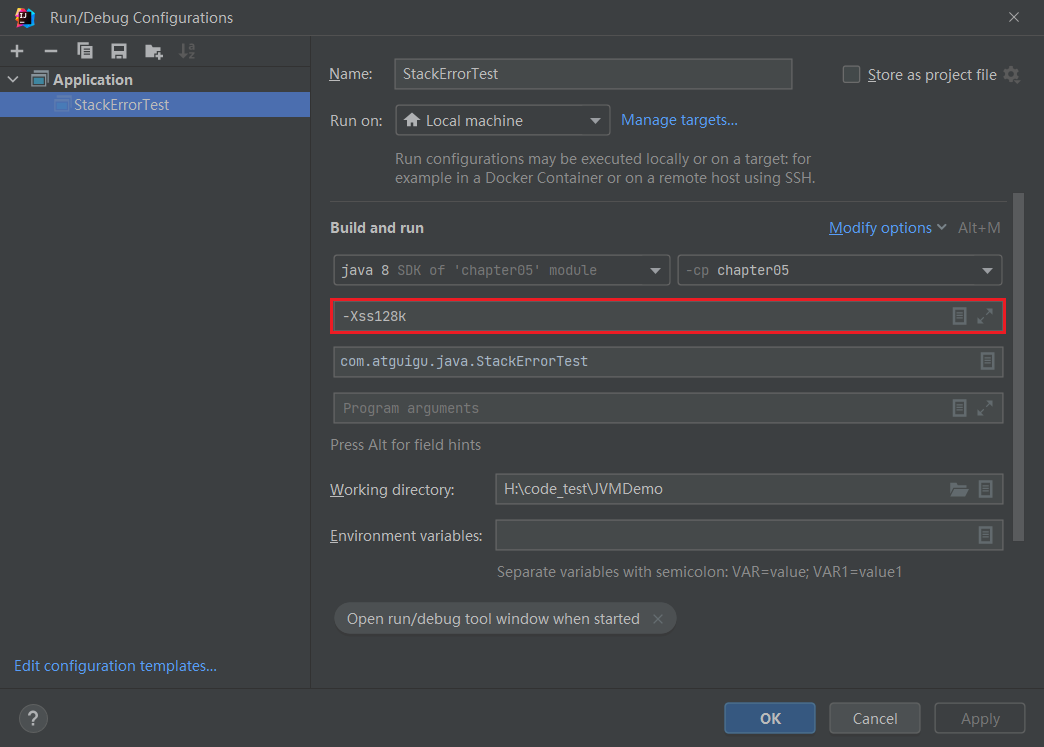 Run/Debug Configurations
Application
StackErrorTest
Edit configuration templates...
Name: StackErrorTest Store as project file
Run on: Local machine Manage targets...
Run configurations may be executed locally or on a target: for
example in a Docker Container or on a remote host using SSH.
Build and run Modify options Alt+M
java 8 SDK of 'chapter05' module -cp chapter05
-Xss128k
com.atguigu.java.StackErrorTest
Program arguments
Press Alt for field hints
Working directory: H:\code_test\JVMDemo
Environment variables:
Separate variables with semicolon: VAR=value; VAR1=value1
Open run/debug tool window when started
? OK Cancel Apply